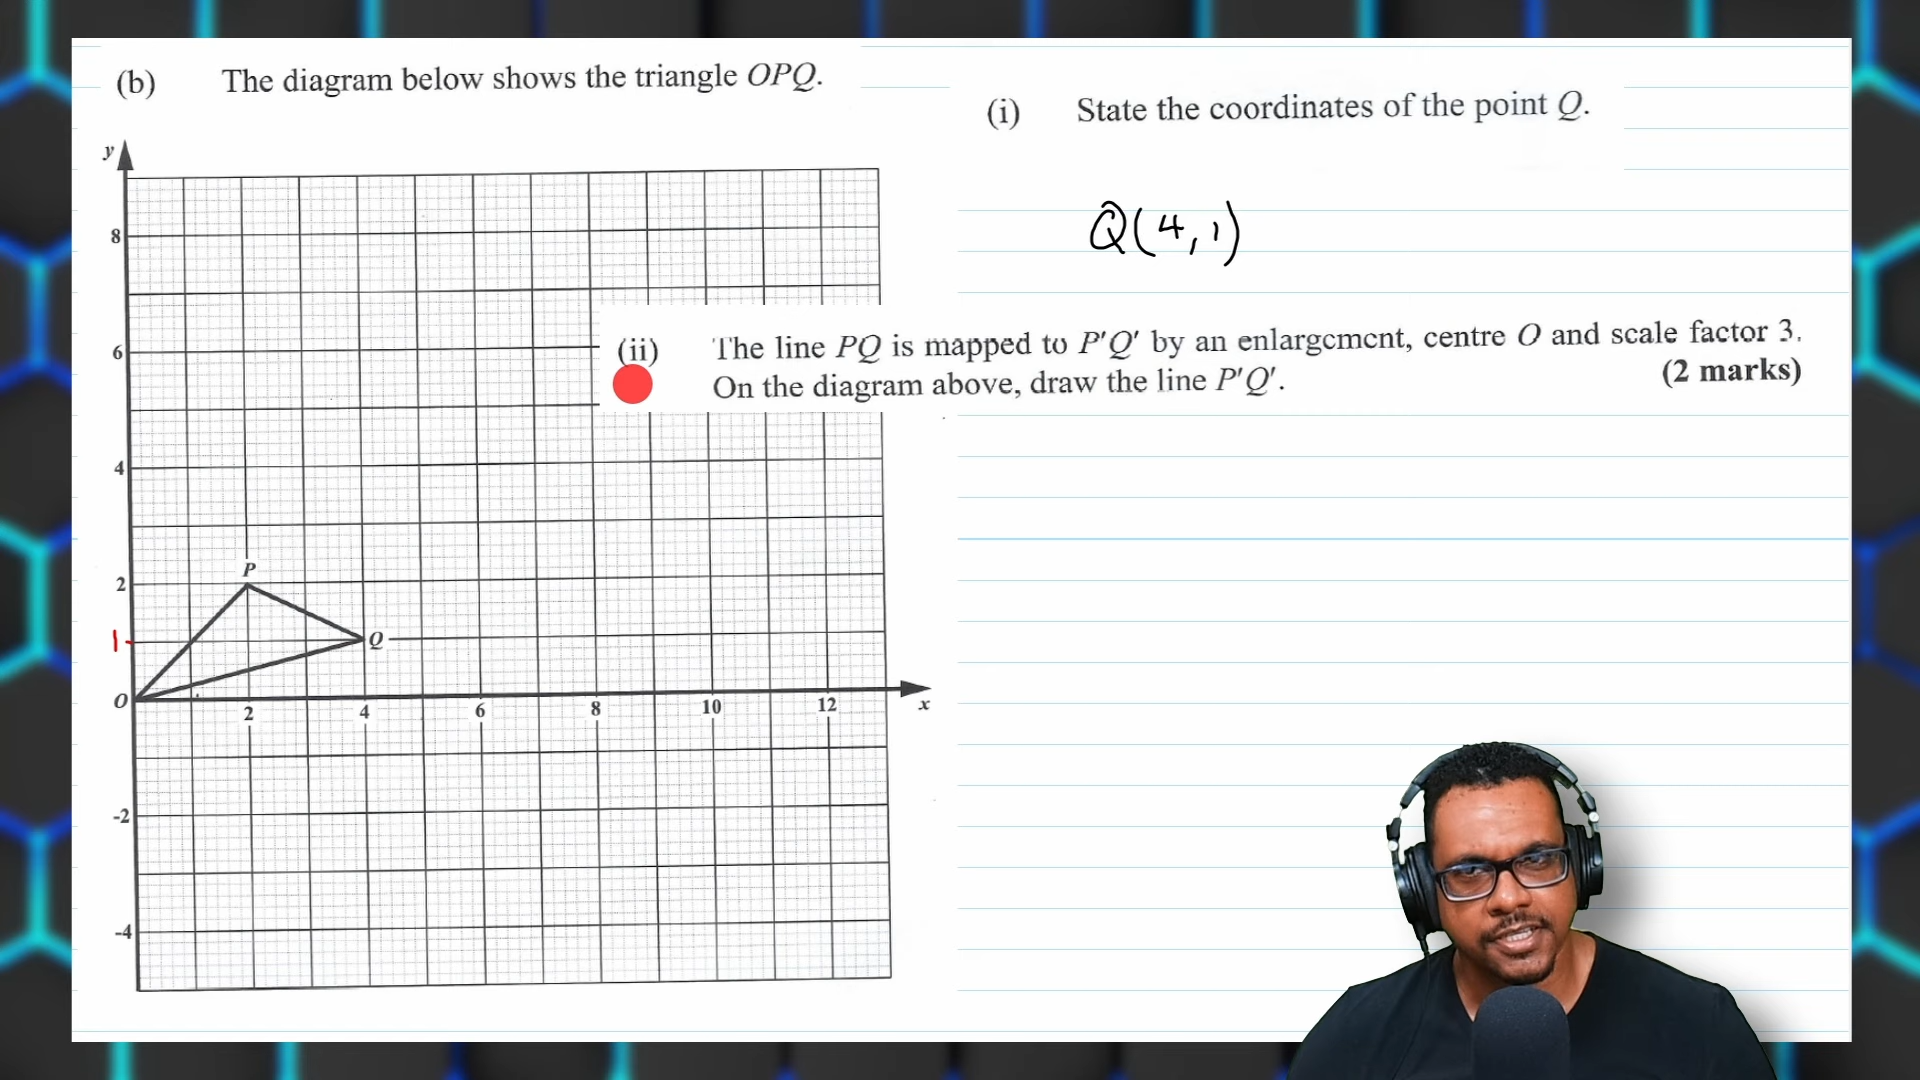 (b) The diagram below shows the triangle OPQ.
(i) State the coordinates of the point Q.
Q(4,1)
(ii) The line PQ is mapped to P'Q' by an enlargement, centre O and scale factor 3.
On the diagram above, draw the line P'Q'.
(2 marks)
y
8
6
4
P
2
1
Q
O
2 4 6 8 10 12 x
-2
-4